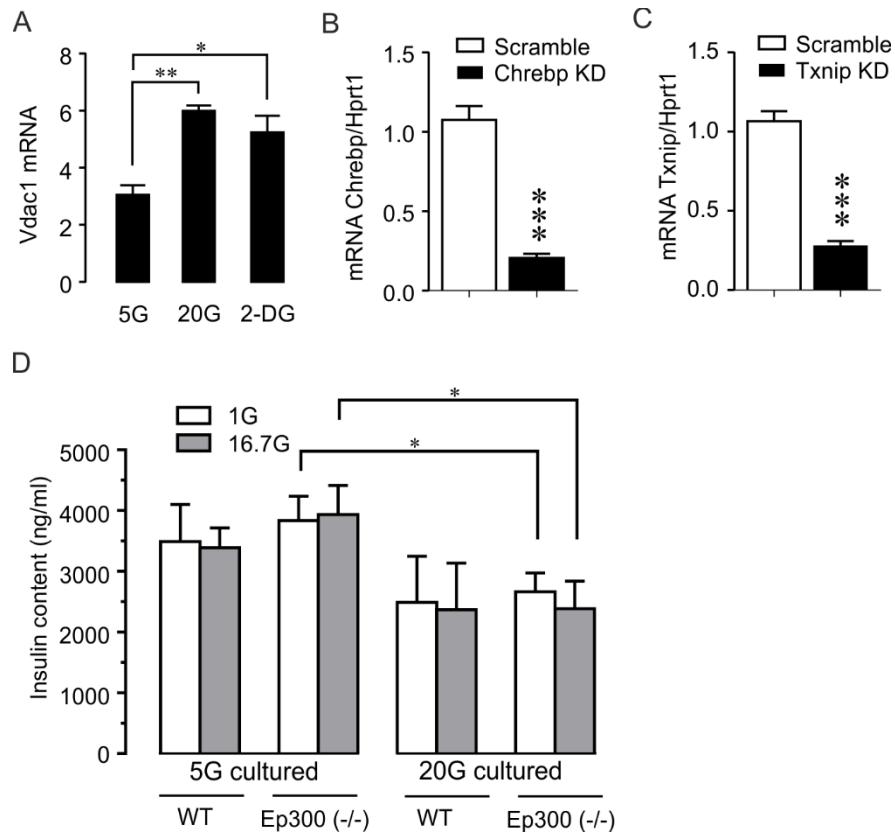 A
Vdac1 mRNA
8
6
4
2
0
*
**
5G 20G 2-DG
B
Scramble
Chrebp KD
mRNA Chrebp/Hprt1
1.5
1.0
0.5
0.0
***
C
Scramble
Txnip KD
mRNA Txnip/Hprt1
1.5
1.0
0.5
0.0
***
D
1G
16.7G
*
*
Insulin content (ng/ml)
5000
4000
3000
2000
1000
0
5G cultured 20G cultured
WT Ep300 (-/-) WT Ep300 (-/-)